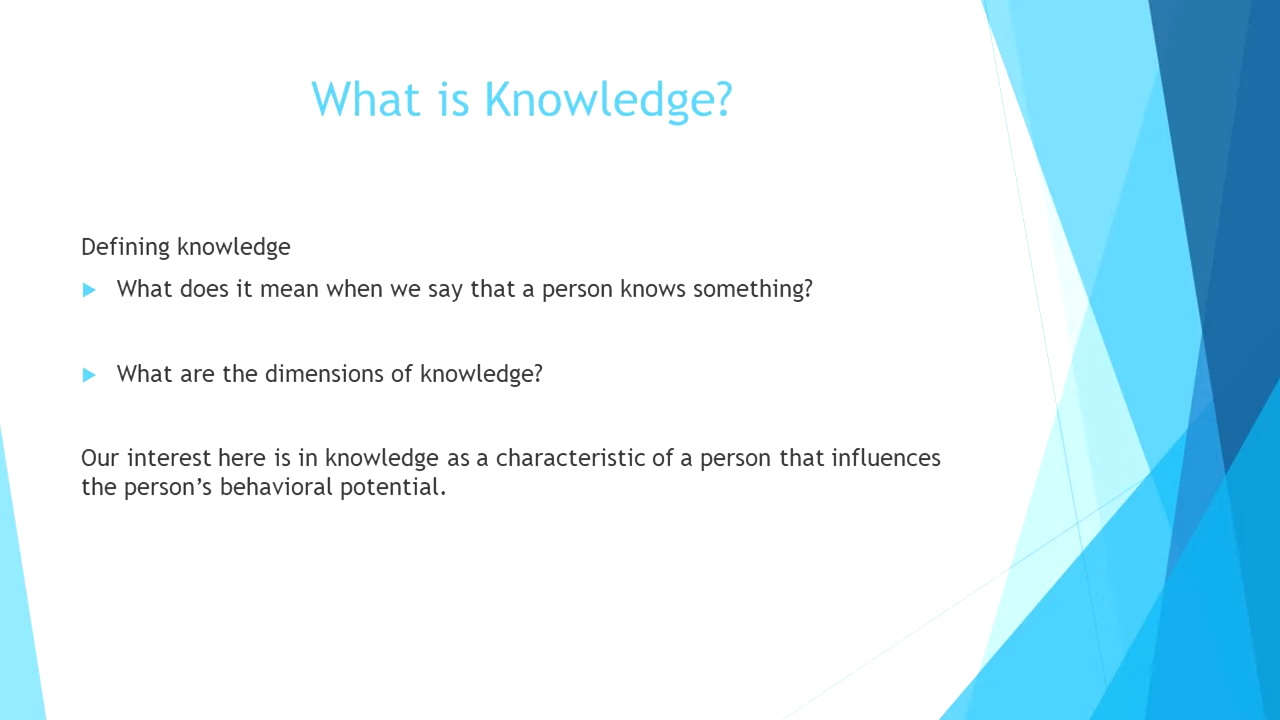 What is Knowledge?
Defining knowledge
What does it mean when we say that a person knows something?
What are the dimensions of knowledge?
Our interest here is in knowledge as a characteristic of a person that influences
the person’s behavioral potential.